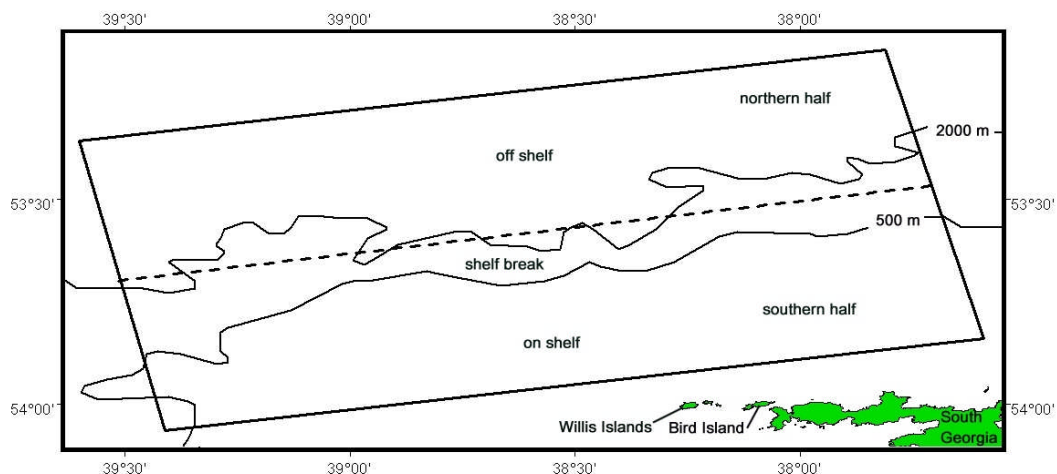 39°30'
39°00'
38°30'
38°00'
northern half
2000 m
off shelf
53°30'
53°30'
500 m
shelf break
southern half
on shelf
54°00'
54°00'
Willis Islands
Bird Island
South
Georgia
39°30'
39°00'
38°30'
38°00'